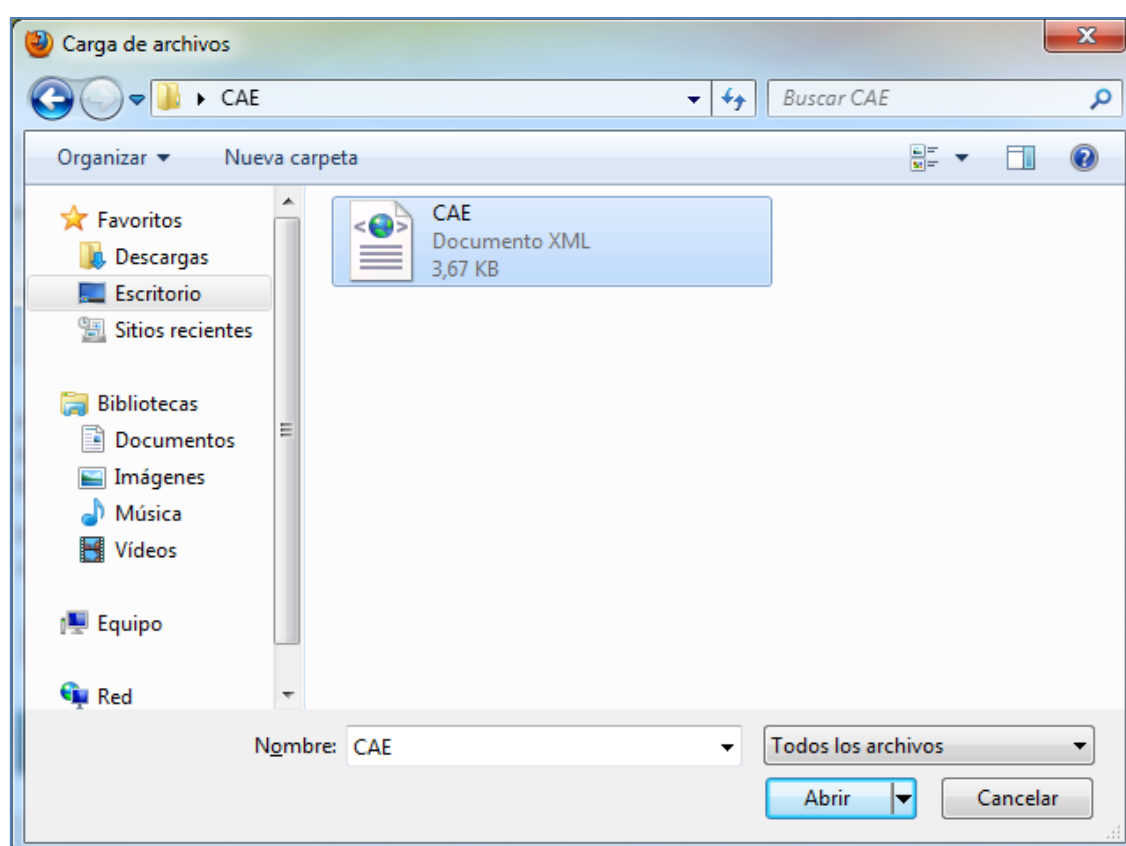 Carga de archivos
CAE
Buscar CAE
Organizar
Nueva carpeta
Favoritos
Descargas
Escritorio
Sitios recientes
Bibliotecas
Documentos
Imágenes
Música
Vídeos
Equipo
Red
CAE
Documento XML
3,67 KB
Nombre: CAE
Todos los archivos
Abrir
Cancelar